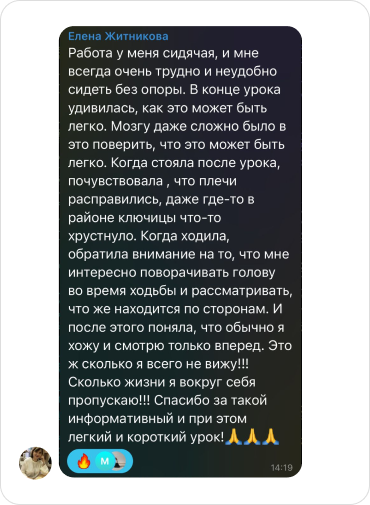 Елена Житникова
Работа у меня сидячая, и мне
всегда очень трудно и неудобно
сидеть без опоры. В конце урока
удивилась, как это может быть
легко. Мозгу даже сложно было в
это поверить, что это может быть
легко. Когда стояла после урока,
почувствовала , что плечи
расправились, даже где-то в
районе ключицы что-то
хрустнуло. Когда ходила,
обратила внимание на то, что мне
интересно поворачивать голову
во время ходьбы и рассматривать,
что же находится по сторонам. И
после этого поняла, что обычно я
хожу и смотрю только вперед. Это
ж сколько я всего не вижу!!!
Сколько жизни я вокруг себя
пропускаю!!! Спасибо за такой
информативный и при этом
легкий и короткий урок!🙏🙏🙏
🔥 М
14:19